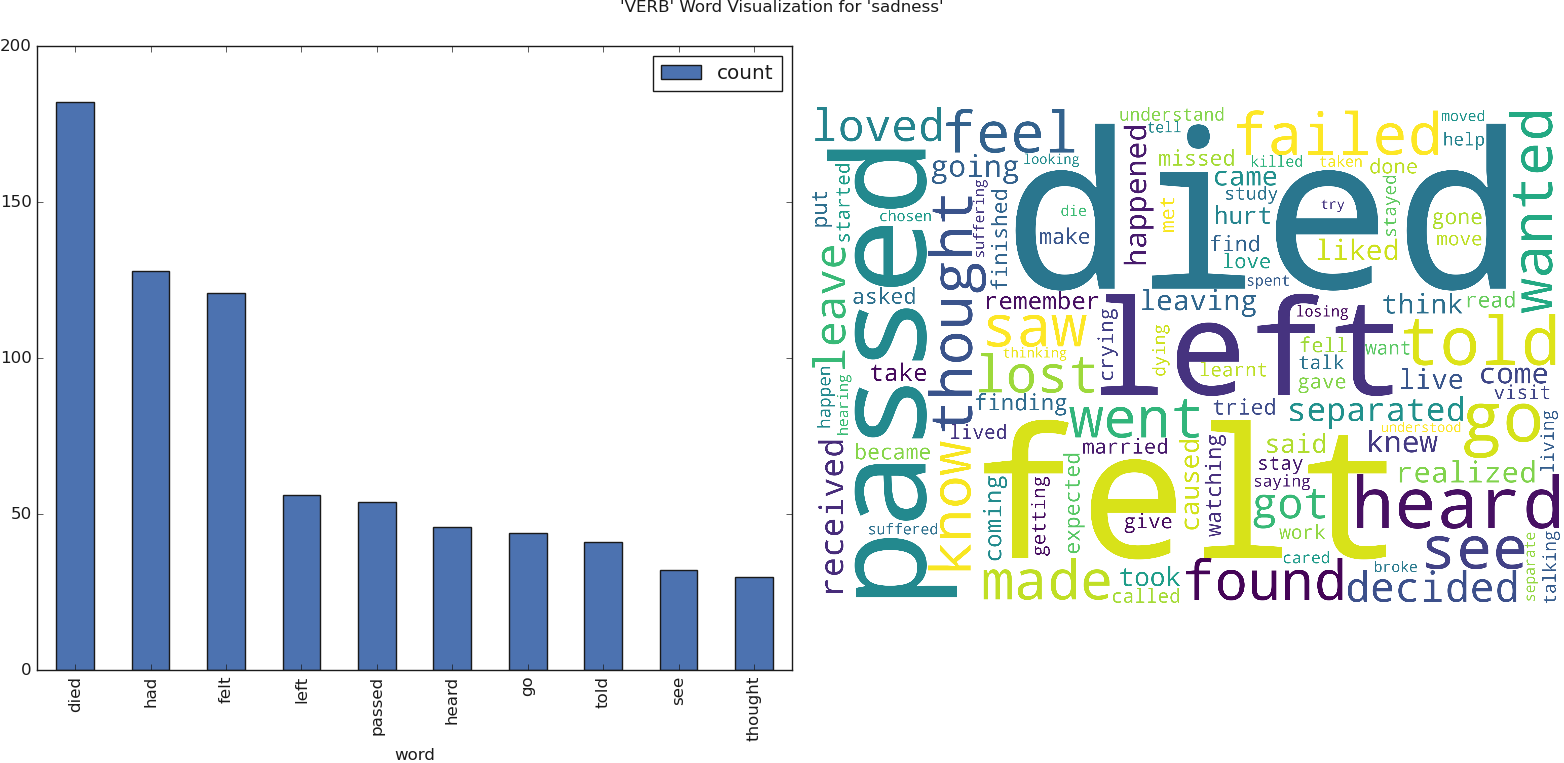 'VERB' Word Visualization for 'sadness'
200
150
100
50
0
count
died
had
felt
left
passed
heard
go
told
see
thought
word
loved
feel
understand
tell
failed
moved
help
wanted
going
looking
happened
missed
killed
taken
done
came
study
died
passed
put
started
chosen
thought
suffering
die
make
finished
met
hurt
find
love
spent
try
liked
stayed
gone
move
leave
asked
remember
leaving
losing
think
read
saw
thinking
left
told
take
lost
crying
dying
learnt
fell
talk
gave
want
live
come
visit
happen
hearing
finding
went
tried
separated
go
understood
living
lived
became
married
said
knew
received
know
felt
expected
caused
watching
stay
saying
realized
got
heard
suffered
coming
getting
give
work
see
made
took
called
found
cared
broke
decided
separate
talking